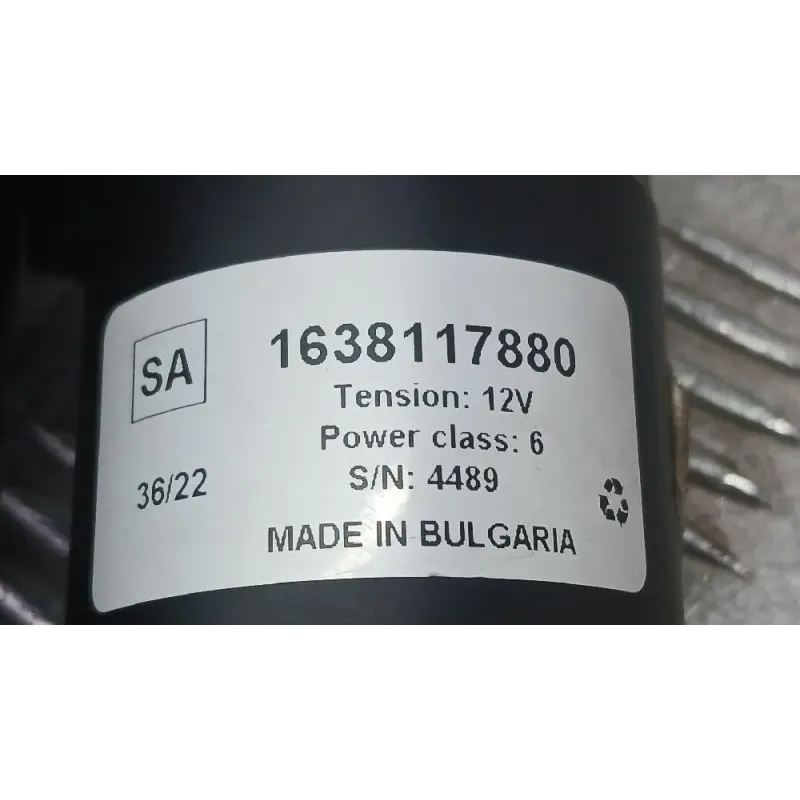 SA
1638117880
Tension: 12V
Power class: 6
36/22
S/N: 4489
MADE IN BULGARIA